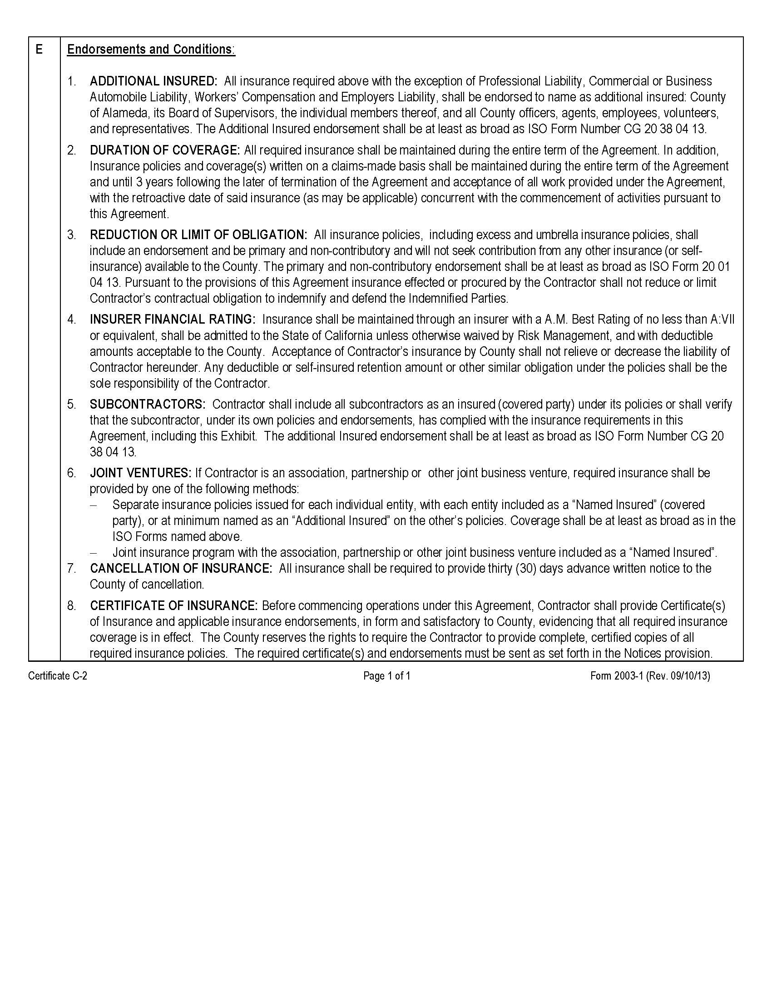 E Endorsements and Conditions:
1. ADDITIONAL INSURED: All insurance required above with the exception of Professional Liability, Commercial or Business
Automobile Liability, Workers’ Compensation and Employers Liability, shall be endorsed to name as additional insured: County
of Alameda, its Board of Supervisors, the individual members thereof, and all County officers, agents, employees, volunteers,
and representatives. The Additional Insured endorsement shall be at least as broad as ISO Form Number CG 20 38 04 13.
2. DURATION OF COVERAGE: All required insurance shall be maintained during the entire term of the Agreement. In addition,
Insurance policies and coverage(s) written on a claims-made basis shall be maintained during the entire term of the Agreement
and until 3 years following the later of termination of the Agreement and acceptance of all work provided under the Agreement,
with the retroactive date of said insurance (as may be applicable) concurrent with the commencement of activities pursuant to
this Agreement.
3. REDUCTION OR LIMIT OF OBLIGATION: All insurance policies, including excess and umbrella insurance policies, shall
include an endorsement and be primary and non-contributory and will not seek contribution from any other insurance (or self-
insurance) available to the County. The primary and non-contributory endorsement shall be at least as broad as ISO Form 20 01
04 13. Pursuant to the provisions of this Agreement insurance effected or procured by the Contractor shall not reduce or limit
Contractor’s contractual obligation to indemnify and defend the Indemnified Parties.
4. INSURER FINANCIAL RATING: Insurance shall be maintained through an insurer with a A.M. Best Rating of no less than A:VII
or equivalent, shall be admitted to the State of California unless otherwise waived by Risk Management, and with deductible
amounts acceptable to the County. Acceptance of Contractor’s insurance by County shall not relieve or decrease the liability of
Contractor hereunder. Any deductible or self-insured retention amount or other similar obligation under the policies shall be the
sole responsibility of the Contractor.
5. SUBCONTRACTORS: Contractor shall include all subcontractors as an insured (covered party) under its policies or shall verify
that the subcontractor, under its own policies and endorsements, has complied with the insurance requirements in this
Agreement, including this Exhibit. The additional Insured endorsement shall be at least as broad as ISO Form Number CG 20
38 04 13.
6. JOINT VENTURES: If Contractor is an association, partnership or other joint business venture, required insurance shall be
provided by one of the following methods:
– Separate insurance policies issued for each individual entity, with each entity included as a “Named Insured” (covered
party), or at minimum named as an “Additional Insured” on the other’s policies. Coverage shall be at least as broad as in the
ISO Forms named above.
– Joint insurance program with the association, partnership or other joint business venture included as a “Named Insured”.
7. CANCELLATION OF INSURANCE: All insurance shall be required to provide thirty (30) days advance written notice to the
County of cancellation.
8. CERTIFICATE OF INSURANCE: Before commencing operations under this Agreement, Contractor shall provide Certificate(s)
of Insurance and applicable insurance endorsements, in form and satisfactory to County, evidencing that all required insurance
coverage is in effect. The County reserves the rights to require the Contractor to provide complete, certified copies of all
required insurance policies. The required certificate(s) and endorsements must be sent as set forth in the Notices provision.
Certificate C-2 Page 1 of 1 Form 2003-1 (Rev. 09/10/13)